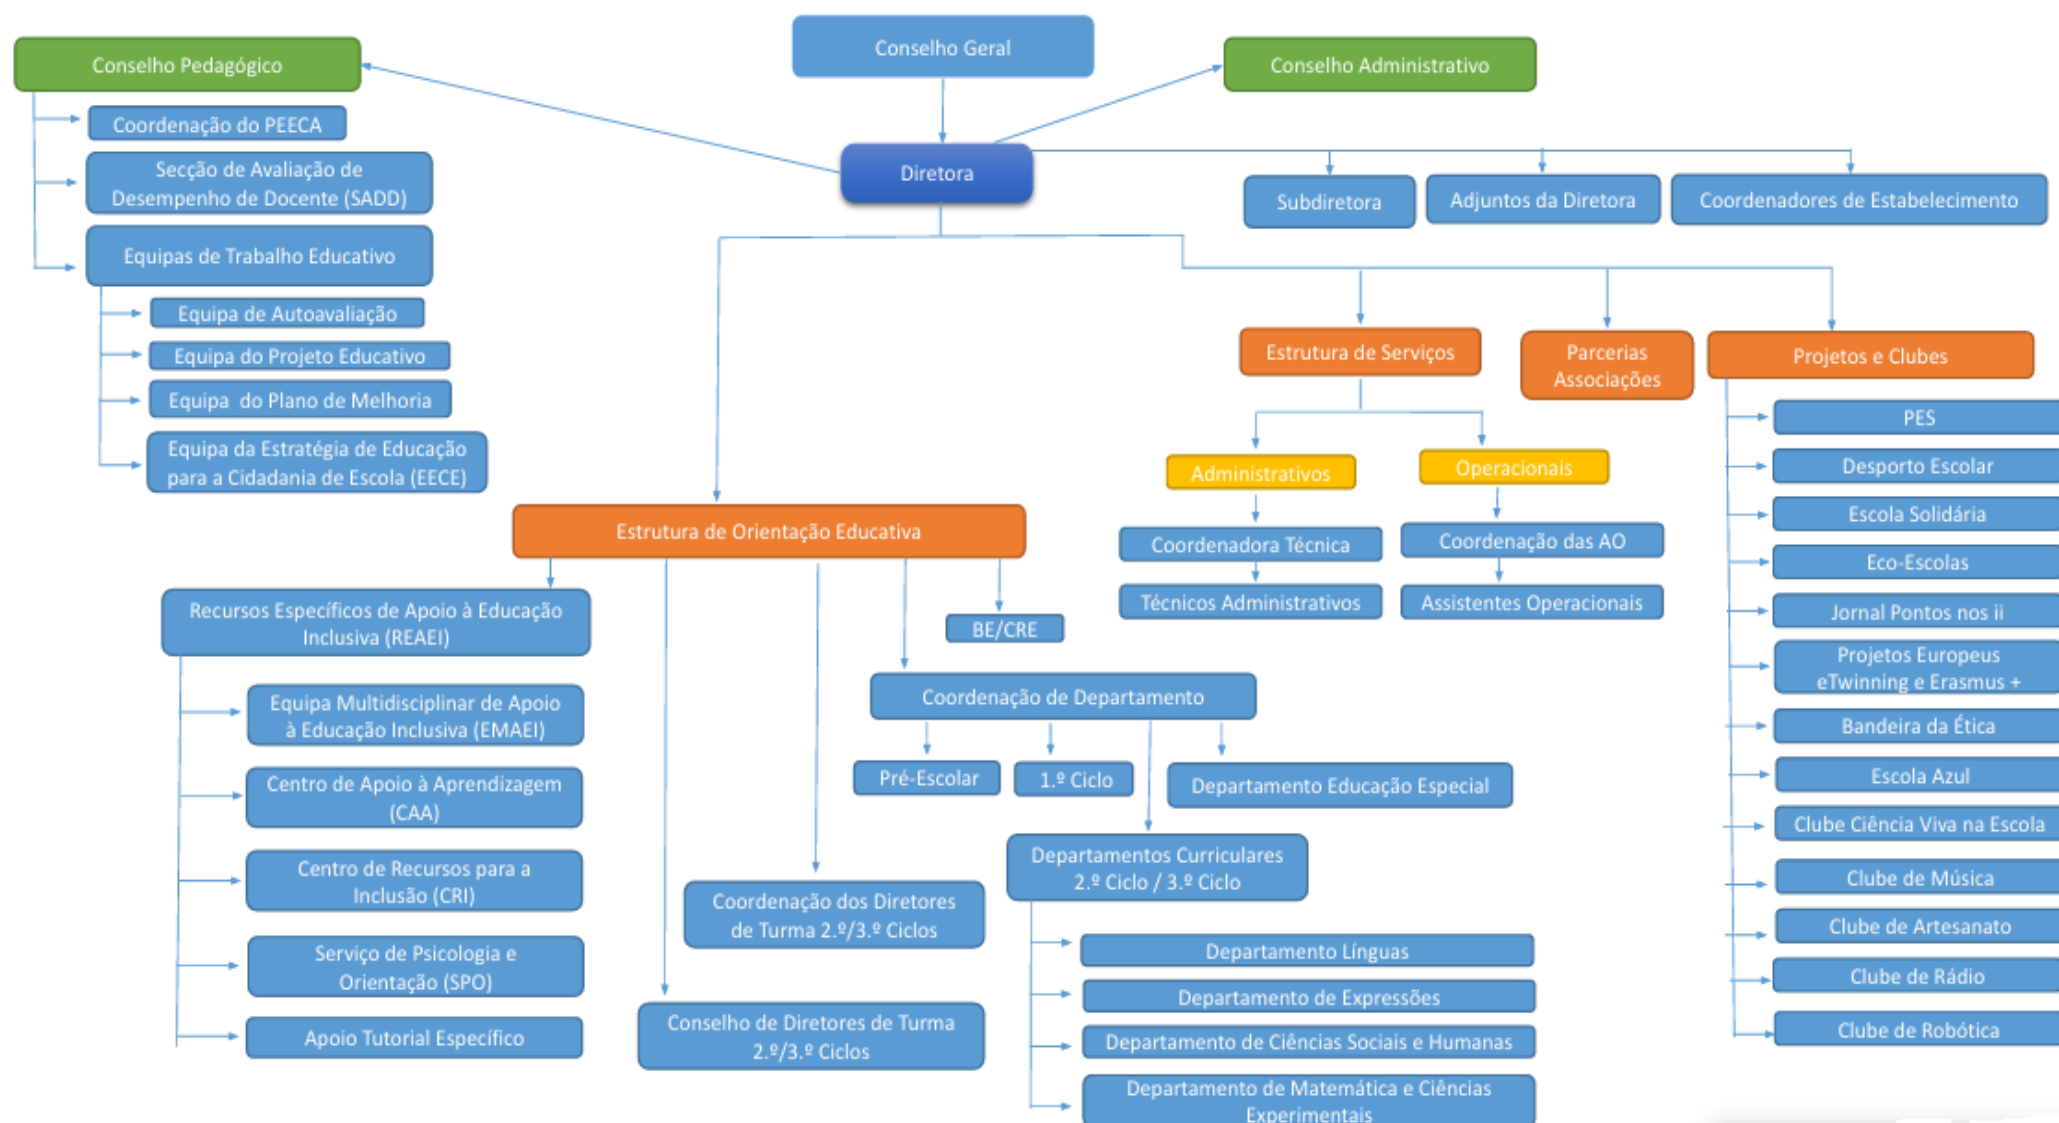 Conselho Geral
Conselho Pedagógico
Conselho Administrativo
Coordenação do PEECA
Secção de Avaliação de
Desempenho de Docente (SADD)
Equipas de Trabalho Educativo
Equipa de Autoavaliação
Equipa do Projeto Educativo
Equipa do Plano de Melhoria
Equipa da Estratégia de Educação
para a Cidadania de Escola (EECE)
Diretora
Subdiretora
Adjuntos da Diretora
Coordenadores de Estabelecimento
Estrutura de Serviços
Parcerias
Associações
Projetos e Clubes
Administrativos
Operacionais
Coordenadora Técnica
Coordenação das AO
Técnicos Administrativos
Assistentes Operacionais
PES
Desporto Escolar
Escola Solidária
Eco-Escolas
Jornal Pontos nos ii
Projetos Europeus
eTwinning e Erasmus +
Bandeira da Ética
Escola Azul
Clube Ciência Viva na Escola
Clube de Música
Clube de Artesanato
Clube de Rádio
Clube de Robótica
Estrutura de Orientação Educativa
Recursos Específicos de Apoio à Educação
Inclusiva (REAEI)
Equipa Multidisciplinar de Apoio
à Educação Inclusiva (EMAEI)
Centro de Apoio à Aprendizagem
(CAA)
Centro de Recursos para a
Inclusão (CRI)
Serviço de Psicologia e
Orientação (SPO)
Apoio Tutorial Específico
BE/CRE
Coordenação de Departamento
Pré-Escolar
1.º Ciclo
Departamento Educação Especial
Departamentos Curriculares
2.º Ciclo / 3.º Ciclo
Coordenação dos Diretores
de Turma 2.º/3.º Ciclos
Conselho de Diretores de Turma
2.º/3.º Ciclos
Departamento Línguas
Departamento de Expressões
Departamento de Ciências Sociais e Humanas
Departamento de Matemática e Ciências
Experimentais